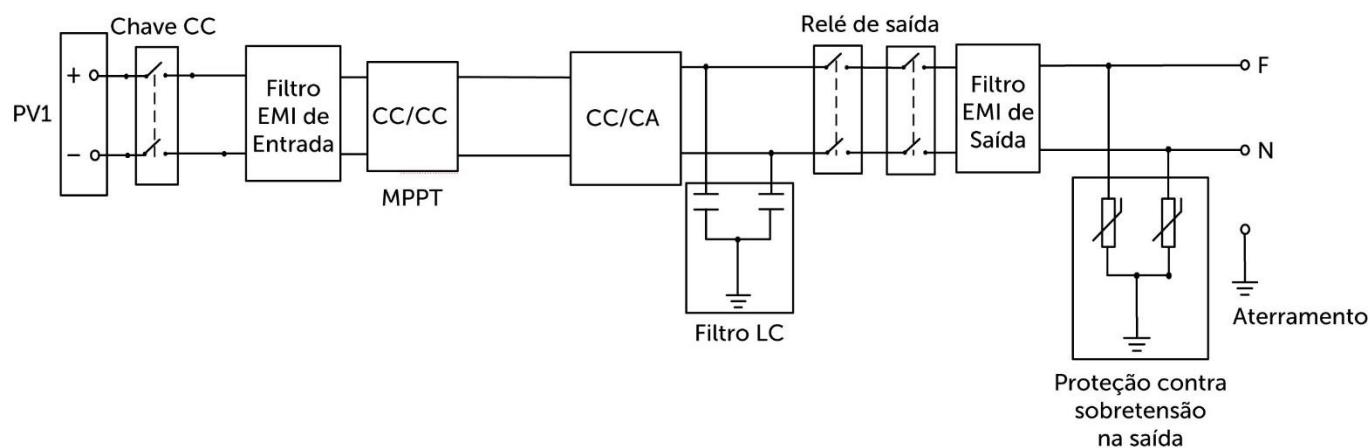 Chave CC
PV1
+
−
Filtro
EMI de
Entrada
CC/CC
MPPT
CC/CA
Filtro LC
Relé de saída
Filtro
EMI de
Saída
F
N
Aterramento
Proteção contra
sobretensão
na saída